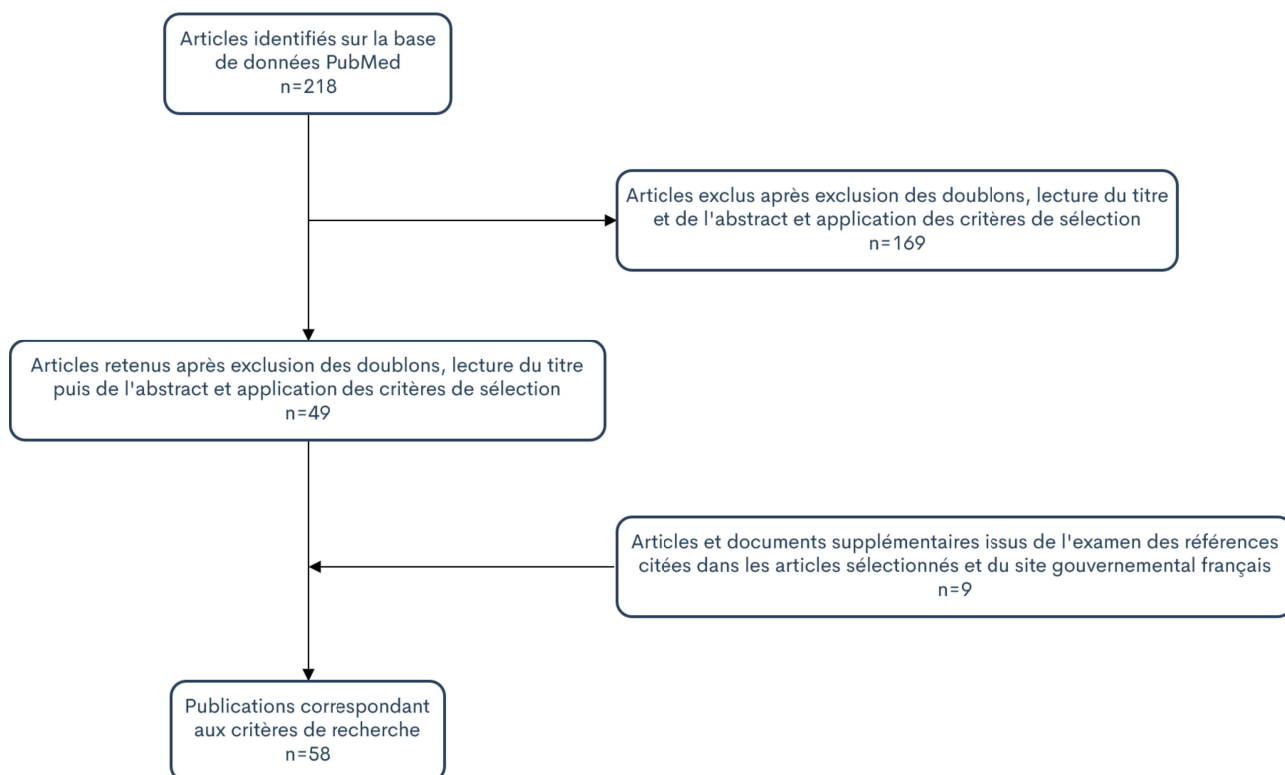 Articles identifiés sur la base
de données PubMed
n=218
Articles exclus après exclusion des doublons, lecture du titre
et de l'abstract et application des critères de sélection
n=169
Articles retenus après exclusion des doublons, lecture du titre
puis de l'abstract et application des critères de sélection
n=49
Articles et documents supplémentaires issus de l'examen des références
citées dans les articles sélectionnés et du site gouvernemental français
n=9
Publications correspondant
aux critères de recherche
n=58